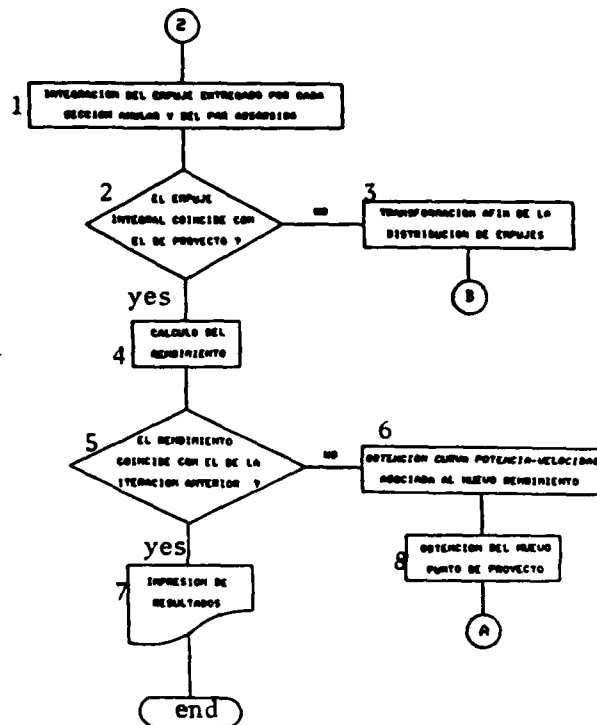 2
1
INTEGRACION DEL EMPUJE ENTREGADO POR CADA
SECCION ANULAR Y DEL PAR ABSORBIDO
2
EL EMPUJE
INTEGRAL COINCIDE CON
EL DE PROYECTO ?
NO
3
TRANSFORMACION AFIN DE LA
DISTRIBUCION DE EMPUJES
B
yes
4
CALCULO DEL
RENDIMIENTO
5
EL RENDIMIENTO
COINCIDE CON EL DE LA
ITERACION ANTERIOR ?
NO
6
OBTENCION CURVA POTENCIA-VELOCIDAD
ASOCIADA AL NUEVO RENDIMIENTO
yes
7
IMPRESION DE
RESULTADOS
8
OBTENCION DEL NUEVO
PUNTO DE PROYECTO
A
end